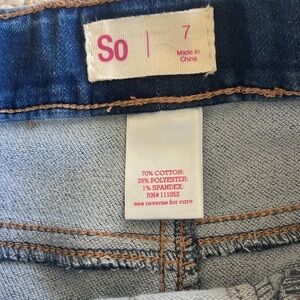 So
7
Made in
China
70% COTTON;
29% POLYESTER;
1% SPANDEX;
RN# 111053
see reverse for care